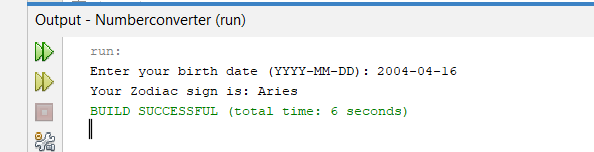 Output - Numberconverter (run)
run:
Enter your birth date (YYYY-MM-DD): 2004-04-16
Your Zodiac sign is: Aries
BUILD SUCCESSFUL (total time: 6 seconds)